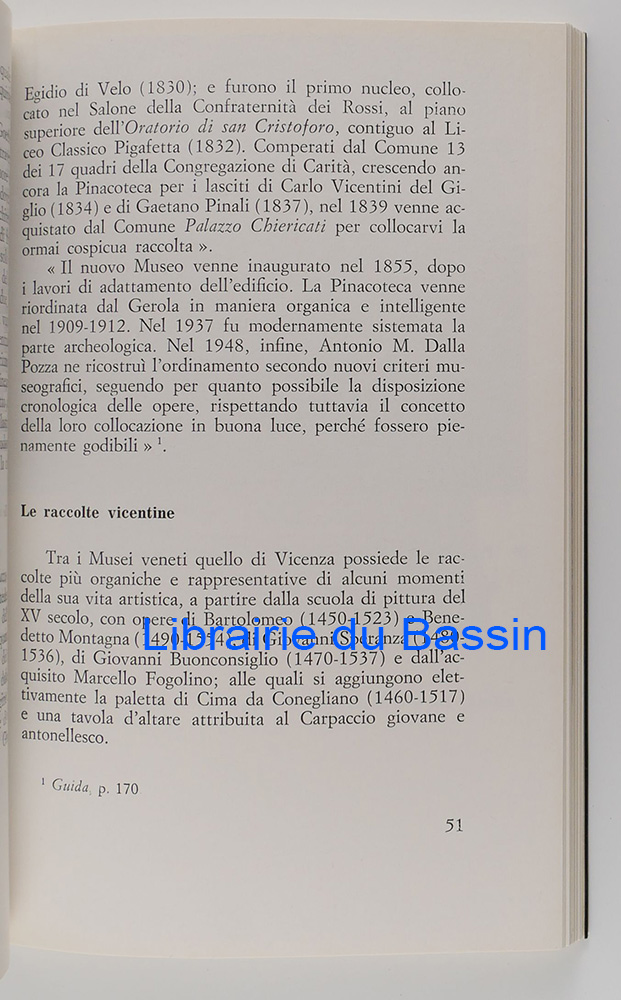 Egidio di Velo (1830); e furono il primo nucleo, collo-
cato nel Salone della Confraternità dei Rossi, al piano
superiore dell'Oratorio di san Cristoforo, contiguo al Li-
ceo Classico Pigafetta (1832). Comperati dal Comune 13
dei 17 quadri della Congregazione di Carità, crescendo an-
cora la Pinacoteca per i lasciti di Carlo Vicentini del Gi-
glio (1834) e di Gaetano Pinali (1837), nel 1839 venne ac-
quistato dal Comune Palazzo Chiericati per collocarvi la
ormai cospicua raccolta ».
« Il nuovo Museo venne inaugurato nel 1855, dopo
i lavori di adattamento dell'edificio. La Pinacoteca venne
riordinata dal Gerola in maniera organica e intelligente
nel 1909-1912. Nel 1937 fu modernamente sistemata la
parte archeologica. Nel 1948, infine, Antonio M. Dalla
Pozza ne ricostruì l'ordinamento secondo nuovi criteri mu-
seografici, seguendo per quanto possibile la disposizione
cronologica delle opere, rispettando tuttavia il concetto
della loro collocazione in buona luce, perché fossero pie-
namente godibili » ¹.
Le raccolte vicentine
Tra i Musei veneti quello di Vicenza possiede le rac-
colte più organiche e rappresentative di alcuni momenti
della sua vita artistica, a partire dalla scuola di pittura del
XV secolo, con opere di Bartolomeo (1450-1523) e Bene-
detto Montagna (1490-, di Giovanni Speranza (1480-
Librairie du Bassin
1536), di Giovanni Buonconsiglio (1470-1537) e dall'ac-
quisito Marcello Fogolino; alle quali si aggiungono elet-
tivamente la paletta di Cima da Conegliano (1460-1517)
e una tavola d'altare attribuita al Carpaccio giovane e
antonellesco.
¹ Guida, p. 170
51